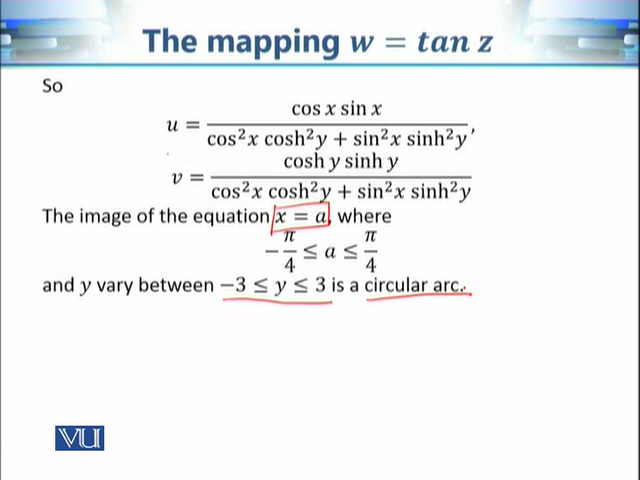 The mapping w = tan z
So
u = cos x sin x / cos²x cosh²y + sin²x sinh²y ,
v = cosh y sinh y / cos²x cosh²y + sin²x sinh²y
The image of the equation x = a, where
−π/4 ≤ a ≤ π/4
and y vary between −3 ≤ y ≤ 3 is a circular arc.
VU